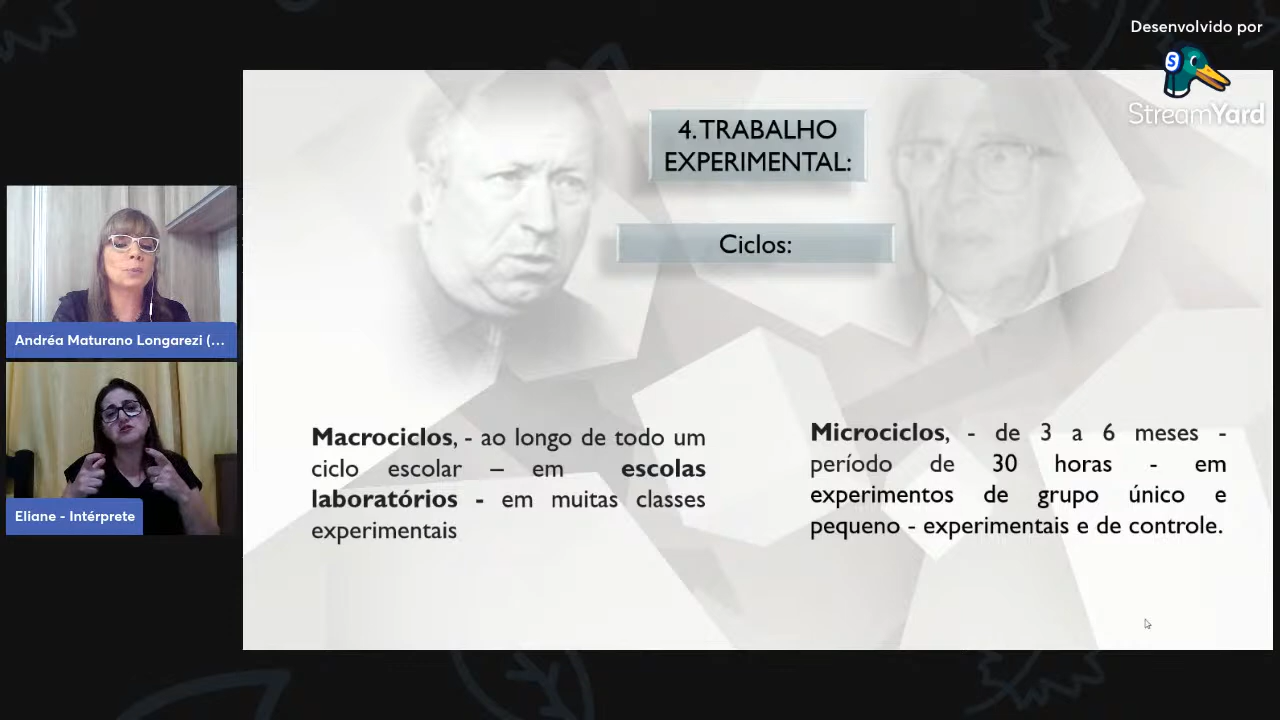 Desenvolvido por
StreamYard
4. TRABALHO
EXPERIMENTAL:
Ciclos:
Andréa Maturano Longarezi (...
Eliane - Intérprete
Macrociclos, - ao longo de todo um
ciclo escolar – em escolas
laboratórios - em muitas classes
experimentais
Microciclos, - de 3 a 6 meses -
período de 30 horas - em
experimentos de grupo único e
pequeno - experimentais e de controle.